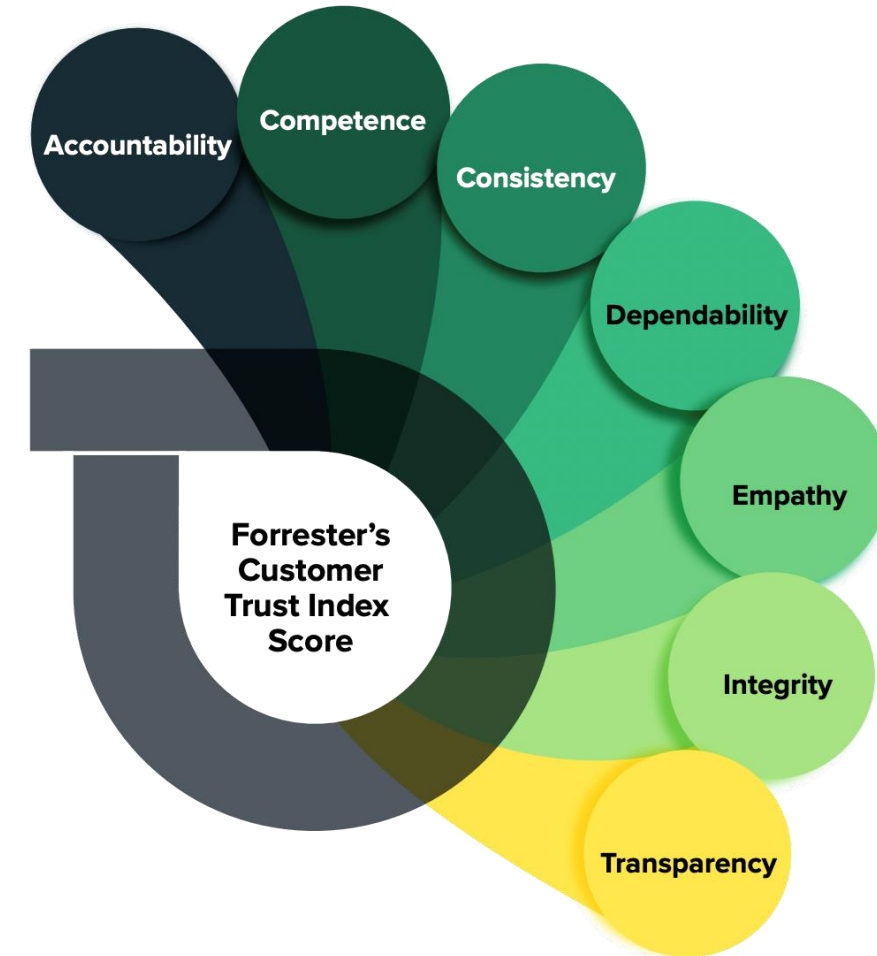 Accountability
Competence
Consistency
Dependability
Empathy
Integrity
Transparency
Forrester’s
Customer
Trust Index
Score